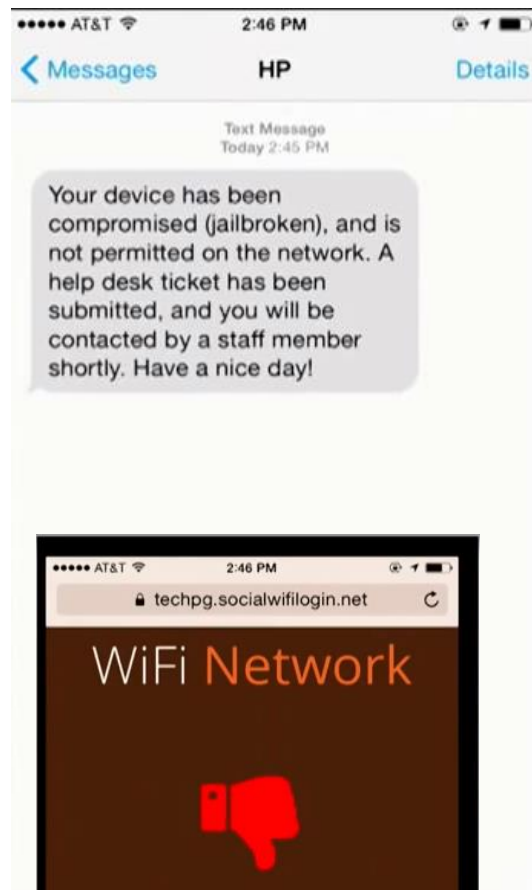 AT&T 2:46 PM
Messages HP Details
Text Message
Today 2:45 PM
Your device has been
compromised (jailbroken), and is
not permitted on the network. A
help desk ticket has been
submitted, and you will be
contacted by a staff member
shortly. Have a nice day!
AT&T 2:46 PM
techpg.socialwifilogin.net
WiFi Network